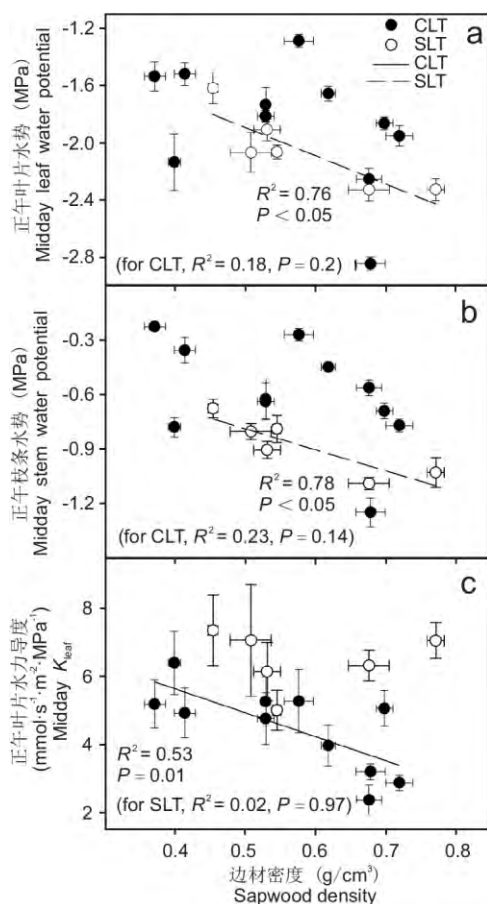 CLT
SLT
CLT
SLT
a
-1.2
-1.6
-2.0
-2.4
-2.8
正午叶片水势（MPa）
Midday leaf water potential
R² = 0.76
P < 0.05
(for CLT, R² = 0.18, P = 0.2)
b
-0.3
-0.6
-0.9
-1.2
正午枝条水势（MPa）
Midday stem water potential
R² = 0.78
P < 0.05
(for CLT, R² = 0.23, P = 0.14)
c
8
6
4
2
正午叶片水力导度
(mmol·s⁻¹·m⁻²·MPa⁻¹)
Midday Kleaf
R² = 0.53
P = 0.01
(for SLT, R² = 0.02, P = 0.97)
0.4 0.5 0.6 0.7 0.8
边材密度（g/cm³）
Sapwood density